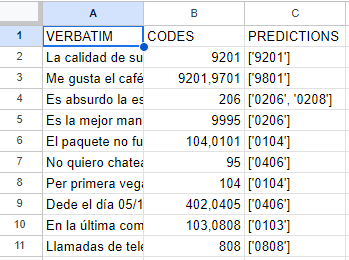 A B C
1 VERBATIM CODES PREDICTIONS
2 La calidad de su 9201 ['9201']
3 Me gusta el café 9201,9701 ['9801']
4 Es absurdo la es 206 ['0206', '0208']
5 Es la mejor man 9995 ['0206']
6 El paquete no fu 104,0101 ['0104']
7 No quiero chatea 95 ['0406']
8 Per primera vega 104 ['0104']
9 Dede el día 05/1 402,0405 ['0406']
10 En la última com 103,0808 ['0103']
11 Llamadas de tele 808 ['0808']